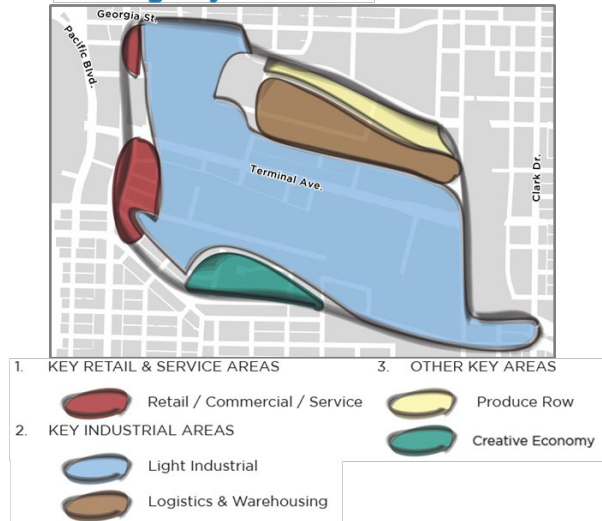 Georgia St.
Pacific Blvd.
Terminal Ave.
Clark Dr.
1. KEY RETAIL & SERVICE AREAS
Retail / Commercial / Service
2. KEY INDUSTRIAL AREAS
Light Industrial
Logistics & Warehousing
3. OTHER KEY AREAS
Produce Row
Creative Economy